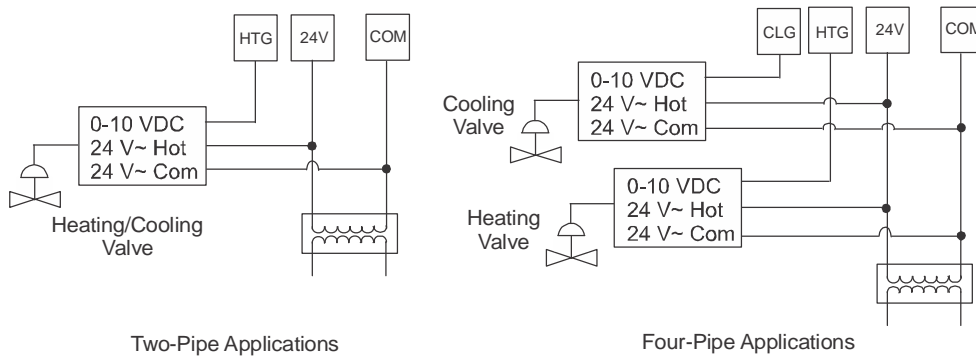 HTG
24V
COM
0-10 VDC
24 V~ Hot
24 V~ Com
Heating/Cooling
Valve
Two-Pipe Applications
CLG
HTG
24V
COM
Cooling
Valve
0-10 VDC
24 V~ Hot
24 V~ Com
Heating
Valve
0-10 VDC
24 V~ Hot
24 V~ Com
Four-Pipe Applications